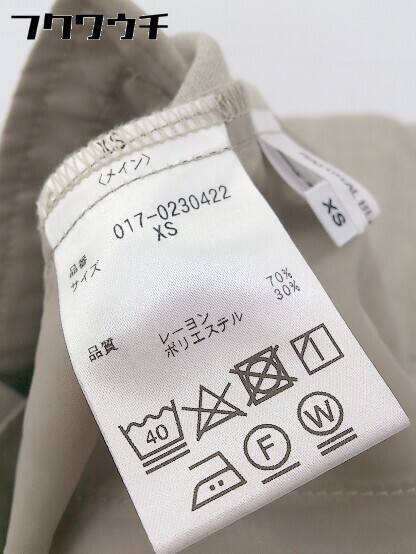 フクワウチ
XS
〈メイン〉
品番 017-0230422
サイズ XS
品質 レーヨン 70%
ポリエステル 30%
40
F
W
XS